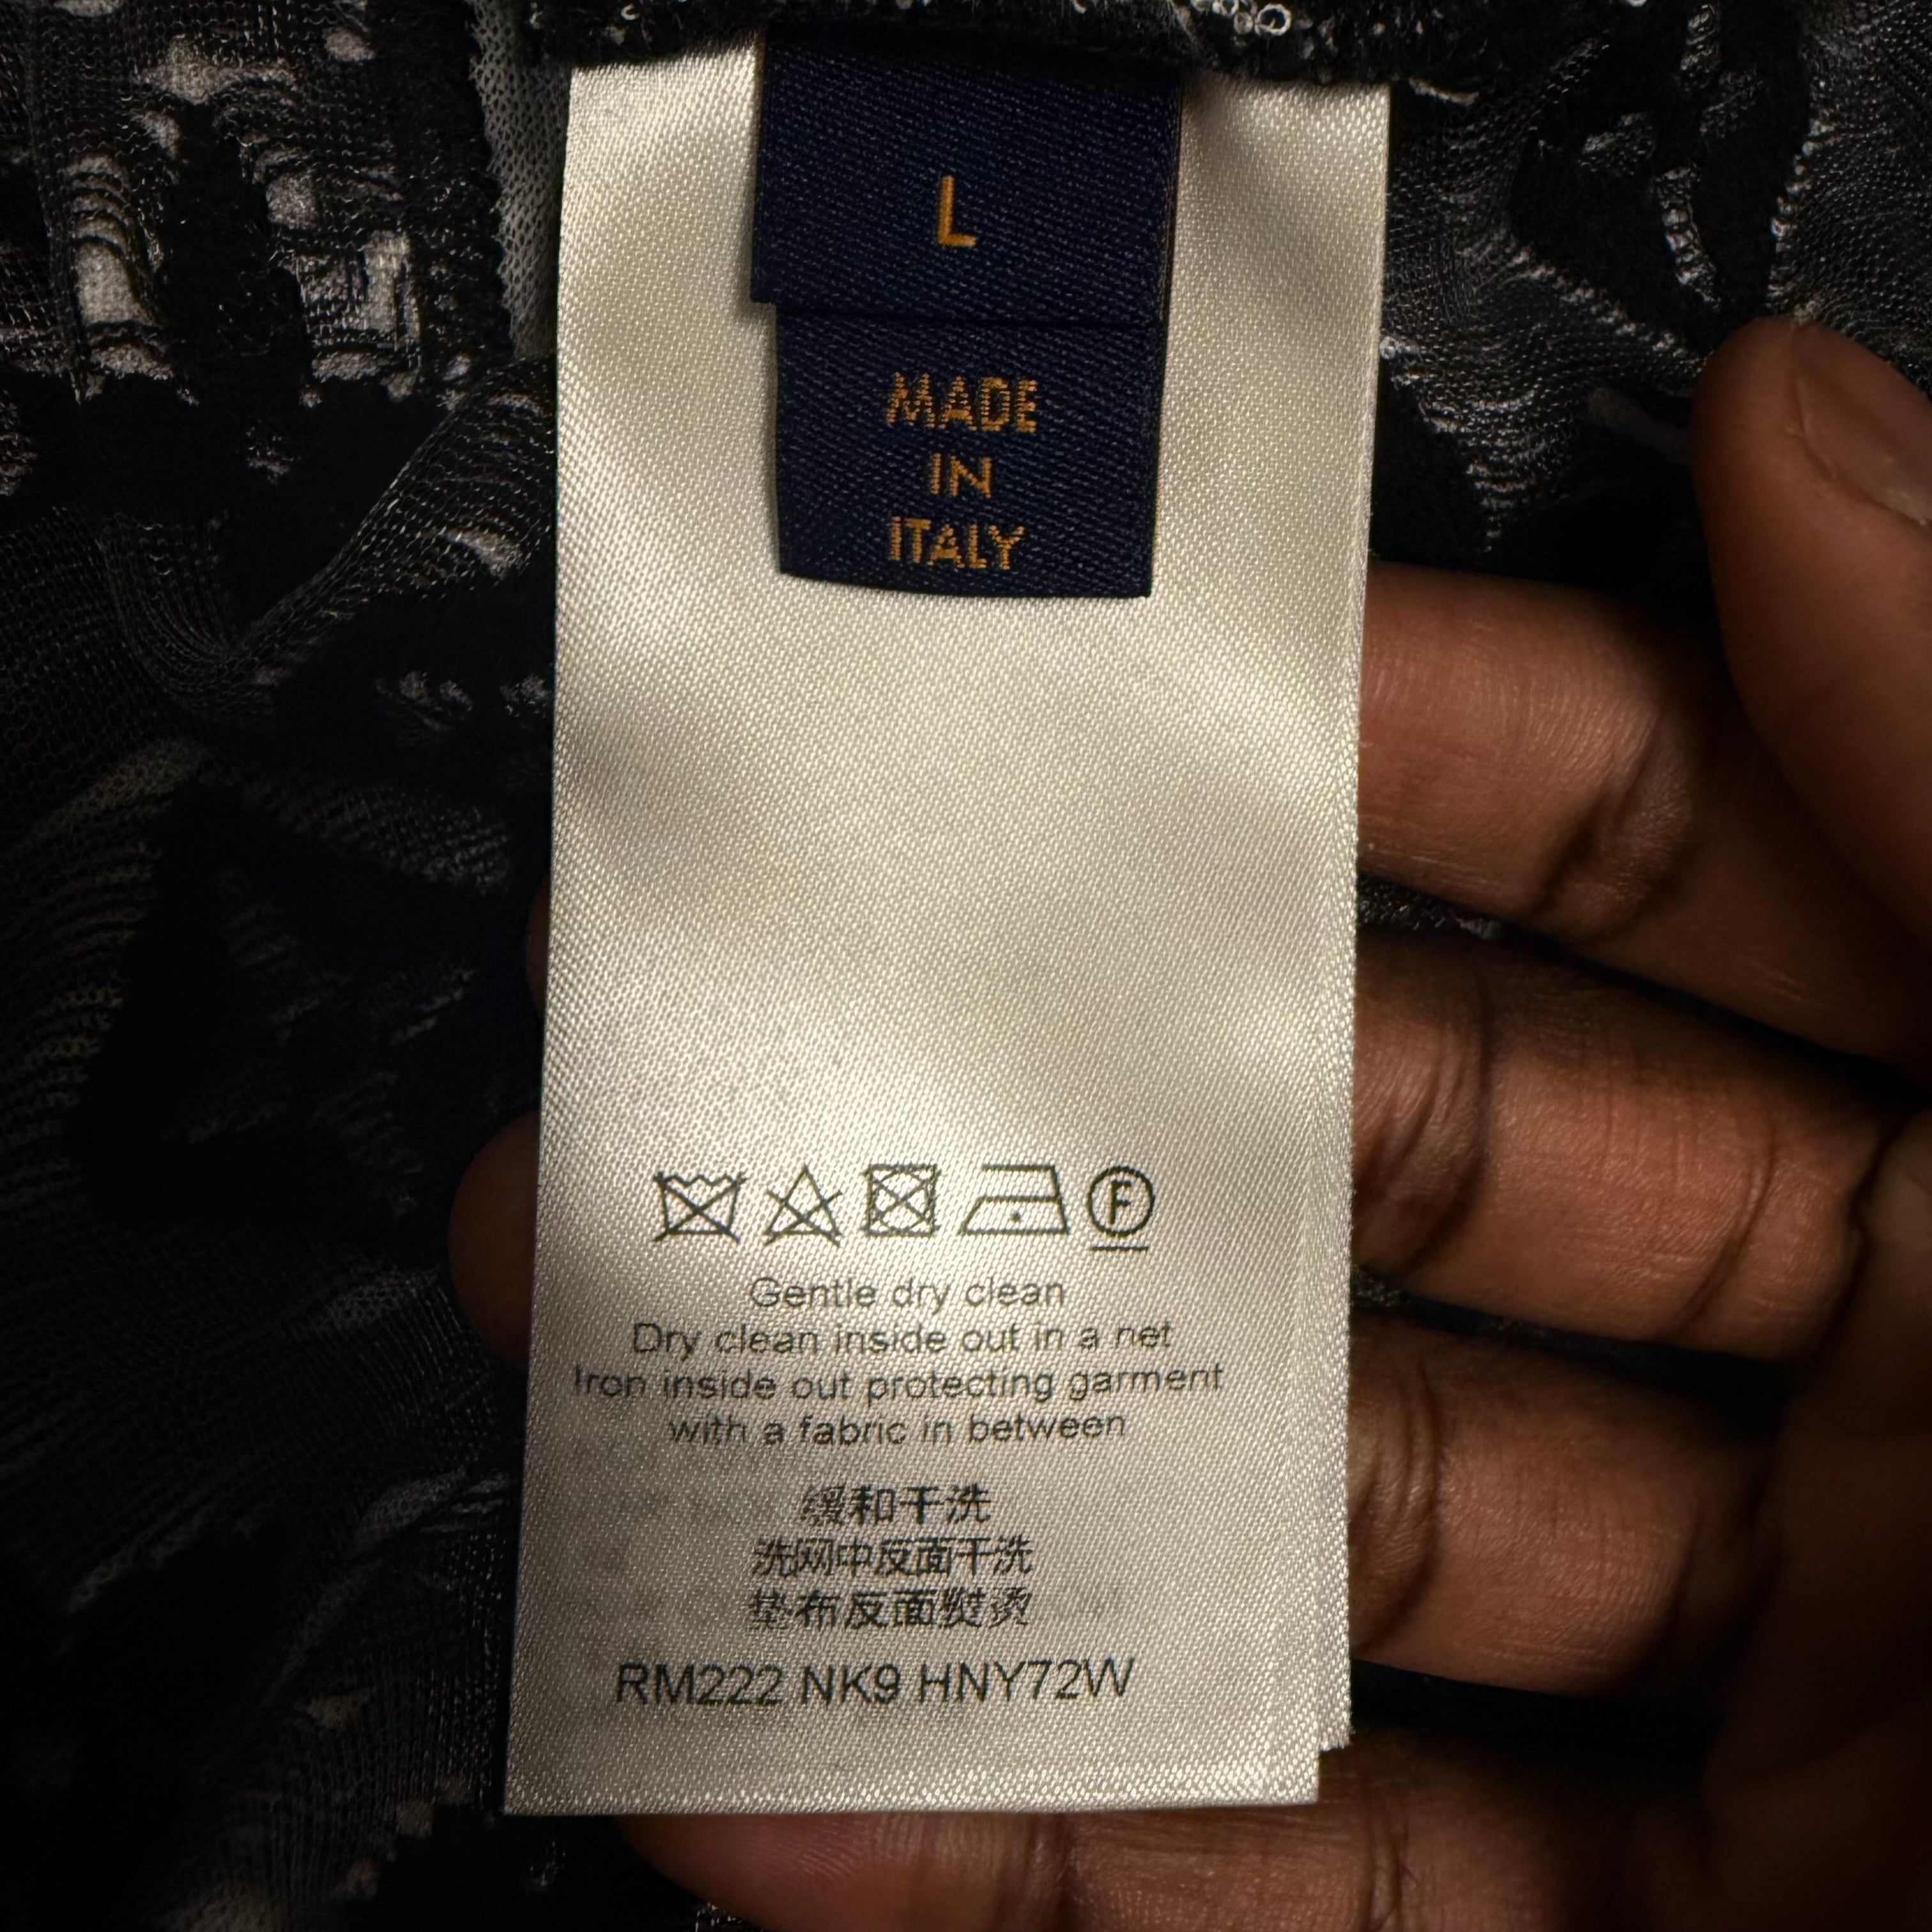 L
MADE
IN
ITALY
F
Gentle dry clean
Dry clean inside out in a net
Iron inside out protecting garment
with a fabric in between
缓和干洗
洗网中反面干洗
垫布反面熨烫
RM222 NK9 HNY72W